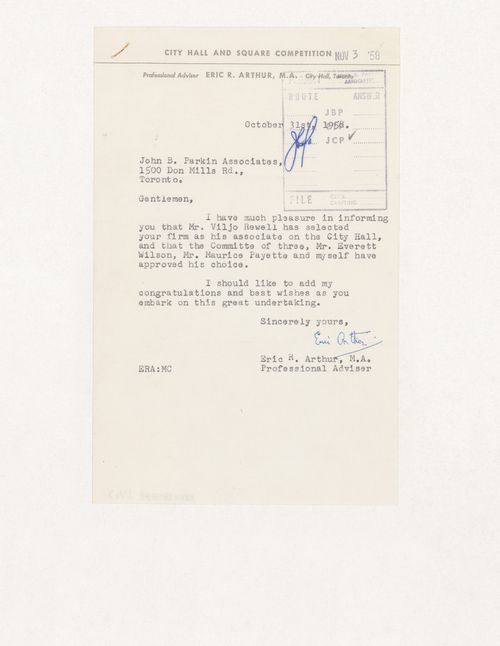 CITY HALL AND SQUARE COMPETITION NOV 3 '58
Professional Adviser ERIC R. ARTHUR, M.A. City Hall, Toronto
ROUTE ANSWER
JBP
October 31st, 1958.
JCP
John B. Parkin Associates,
1500 Don Mills Rd.,
Toronto.
FILE
Gentlemen,
I have much pleasure in informing
you that Mr. Viljo Rewell has selected
your firm as his associate on the City Hall,
and that the Committe of three, Mr. Everett
Wilson, Mr. Maurice Payette and myself have
approved his choice.
I should like to add my
congratulations and best wishes as you
embark on this great undertaking.
Sincerely yours,
Eric Arthur
Eric R. Arthur, M.A.
ERA:MC Professional Adviser